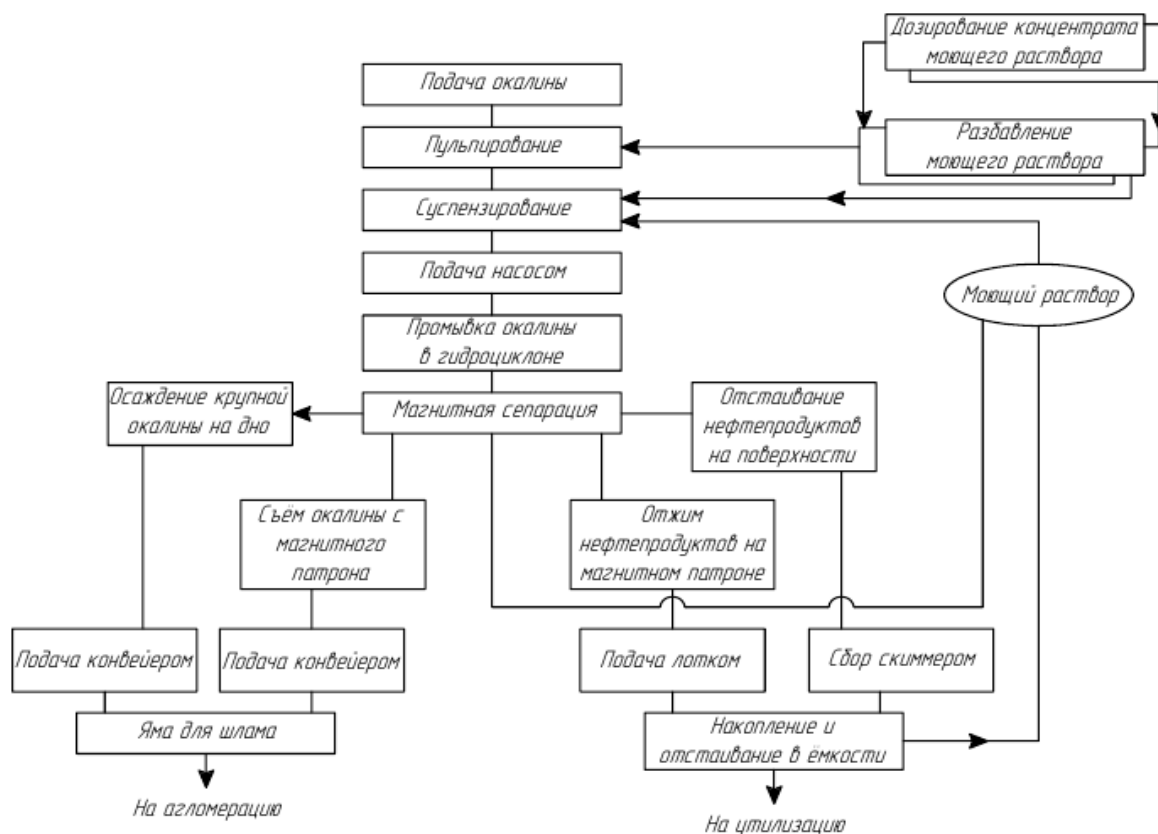 Дозирование концентрата
моющего раствора
Подача окалины
Пульпирование
Разбавление
моющего раствора
Суспензирование
Подача насосом
Моющий раствор
Промывка окалины
в гидроциклоне
Осаждение крупной
окалины на дно
Магнитная сепарация
Отстаивание
нефтепродуктов
на поверхности
Съём окалины с
магнитного
патрона
Отжим
нефтепродуктов на
магнитном патроне
Подача конвейером
Подача конвейером
Подача лотком
Сбор скиммером
Яма для шлама
Накопление и
отстаивание в ёмкости
На агломерацию
На утилизацию